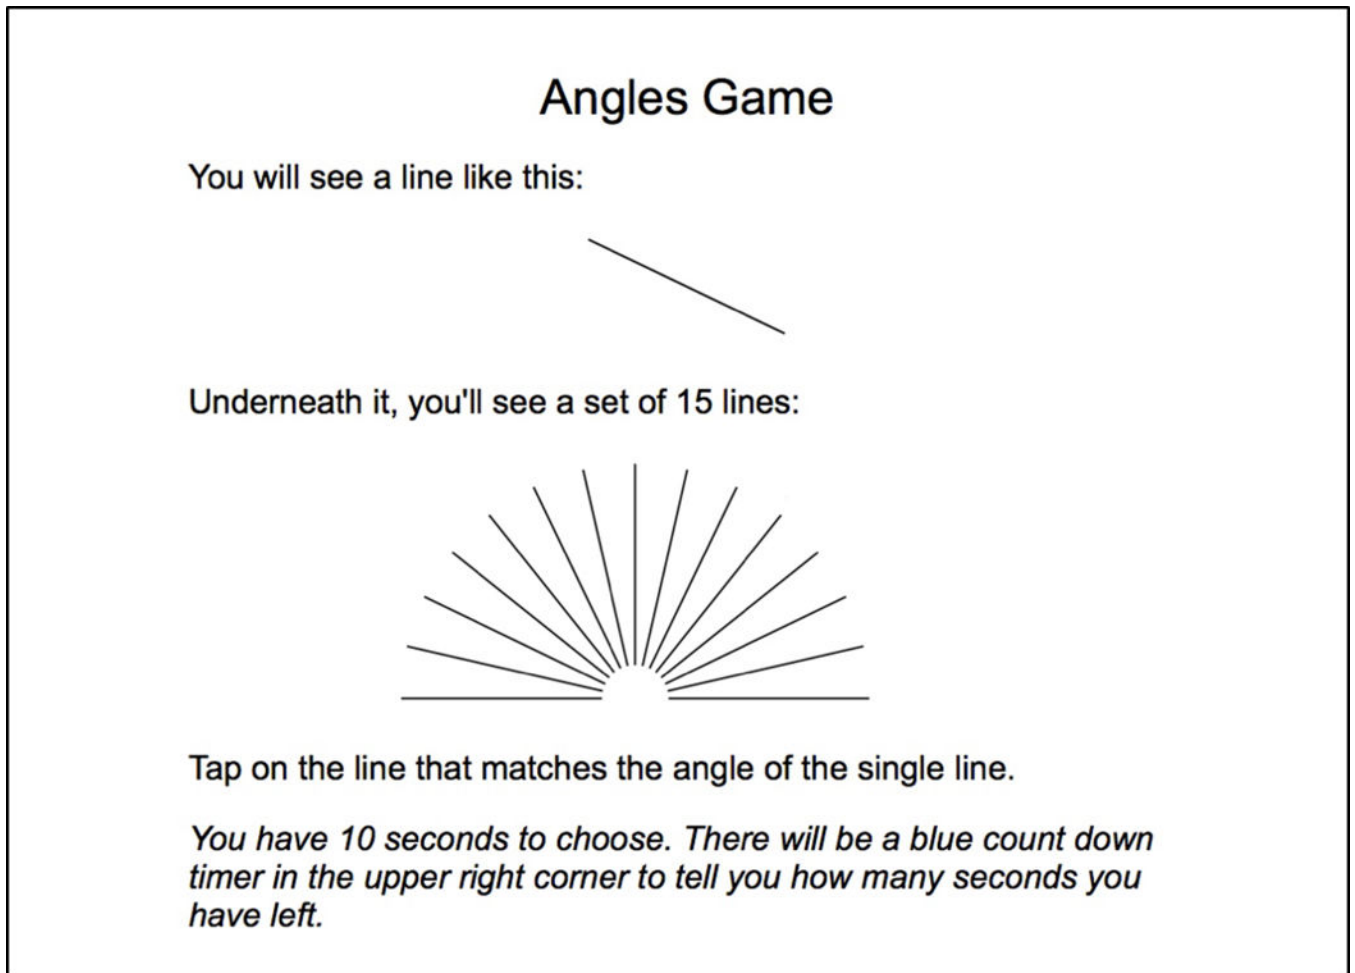 Angles Game
You will see a line like this:
Underneath it, you'll see a set of 15 lines:
Tap on the line that matches the angle of the single line.
You have 10 seconds to choose. There will be a blue count down
timer in the upper right corner to tell you how many seconds you
have left.